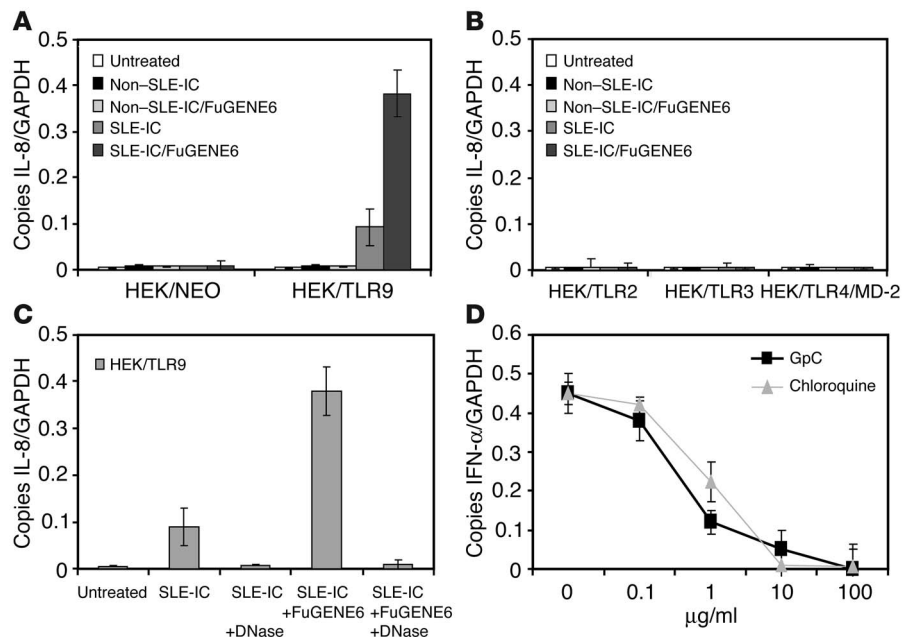 A
0.5
0.4
0.3
0.2
0.1
0
Copies IL-8/GAPDH
Untreated
Non–SLE-IC
Non–SLE-IC/FuGENE6
SLE-IC
SLE-IC/FuGENE6
HEK/NEO
HEK/TLR9
B
0.5
0.4
0.3
0.2
0.1
0
Copies IL-8/GAPDH
Untreated
Non–SLE-IC
Non–SLE-IC/FuGENE6
SLE-IC
SLE-IC/FuGENE6
HEK/TLR2
HEK/TLR3
HEK/TLR4/MD-2
C
0.5
0.4
0.3
0.2
0.1
0
Copies IL-8/GAPDH
HEK/TLR9
Untreated
SLE-IC
SLE-IC
+DNase
SLE-IC
+FuGENE6
SLE-IC
+FuGENE6
+DNase
D
0.6
0.5
0.4
0.3
0.2
0.1
0
Copies IFN-α/GAPDH
GpC
Chloroquine
0
0.1
1
10
100
μg/ml